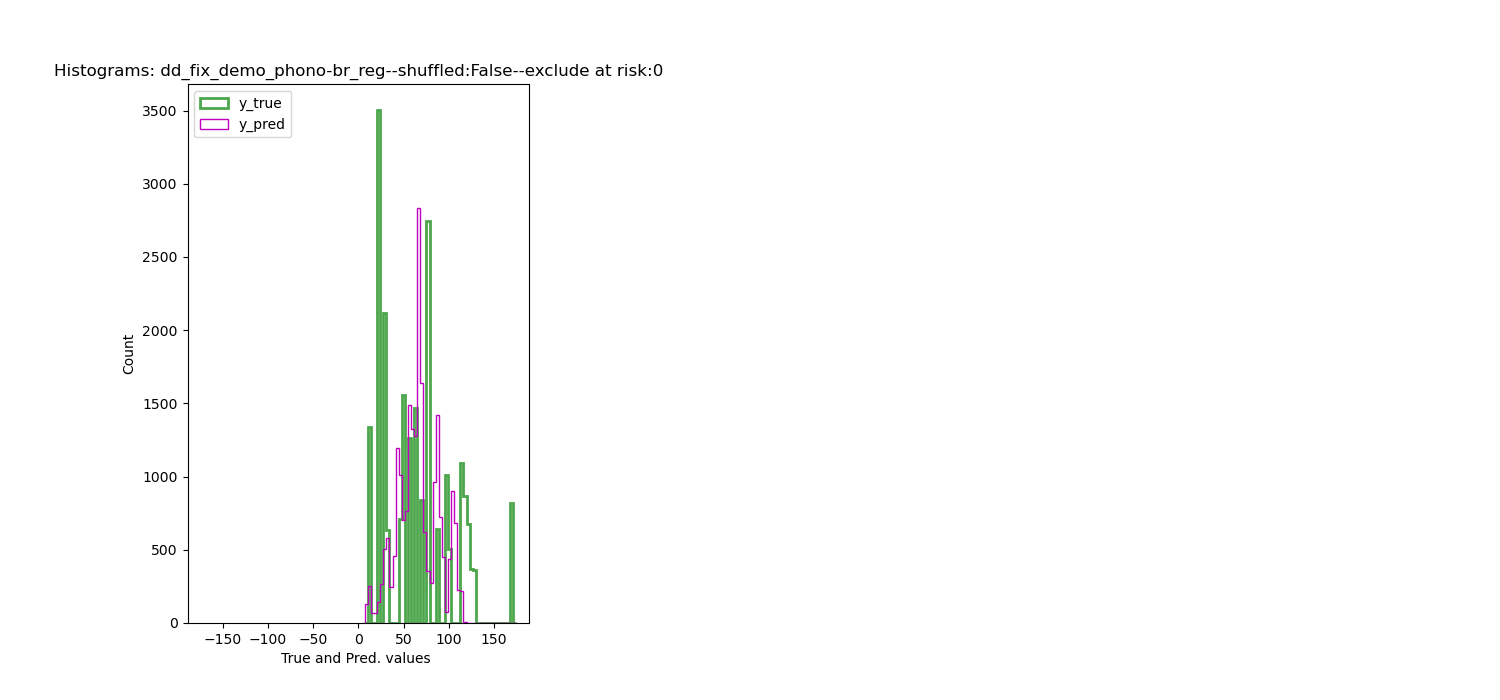 Histograms: dd_fix_demo_phono-br_reg--shuffled:False--exclude at risk:0
y_true
y_pred
3500
3000
2500
2000
1500
1000
500
0
Count
−150 −100 −50 0 50 100 150
True and Pred. values